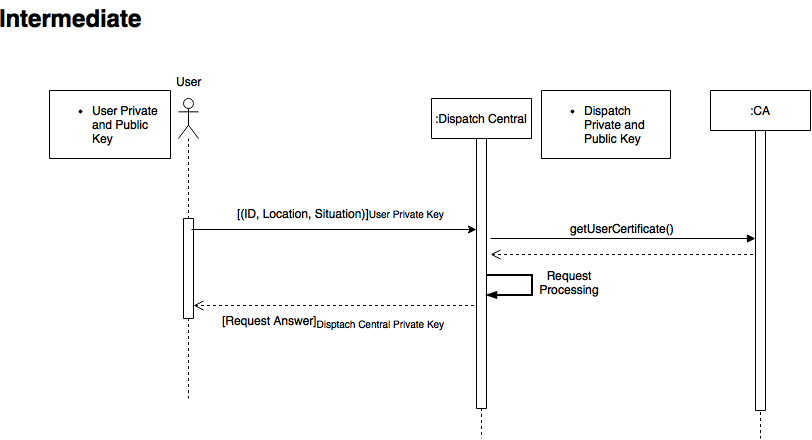 Intermediate
User
• User Private
and Public
Key
:Dispatch Central
• Dispatch
Private and
Public Key
:CA
[(ID, Location, Situation)]User Private Key
getUserCertificate()
Request
Processing
[Request Answer]Disptach Central Private Key